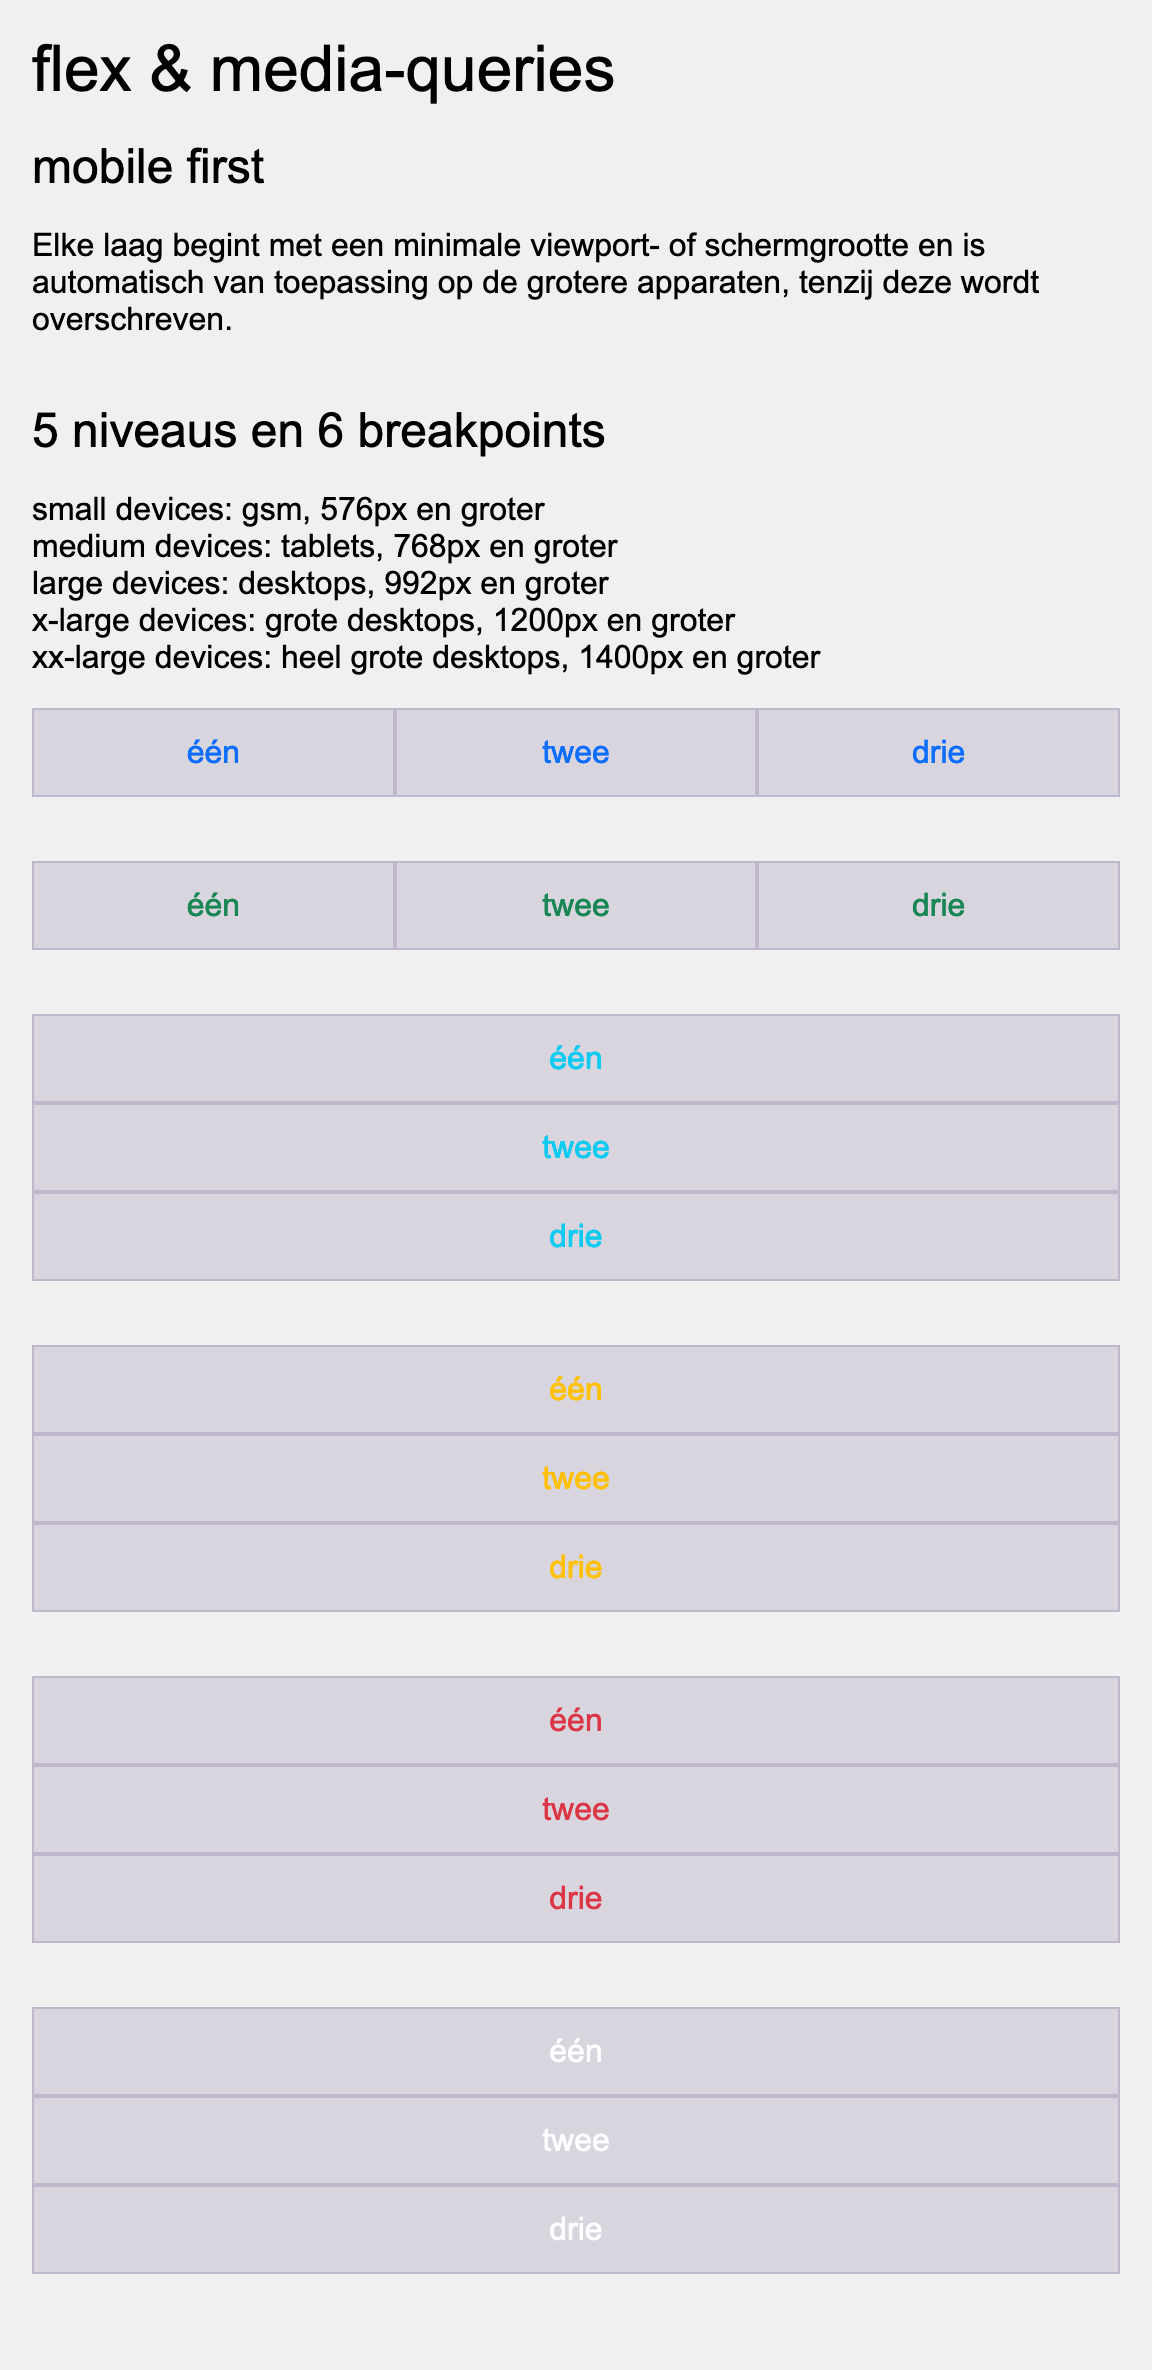 flex & media-queries
mobile first
Elke laag begint met een minimale viewport- of schermgrootte en is
automatisch van toepassing op de grotere apparaten, tenzij deze wordt
overschreven.
5 niveaus en 6 breakpoints
small devices: gsm, 576px en groter
medium devices: tablets, 768px en groter
large devices: desktops, 992px en groter
x-large devices: grote desktops, 1200px en groter
xx-large devices: heel grote desktops, 1400px en groter
één twee drie
één twee drie
één
twee
drie
één
twee
drie
één
twee
drie
één
twee
drie